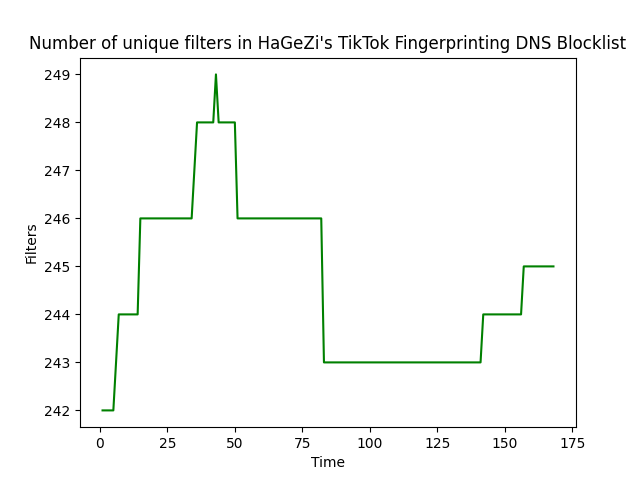 Number of unique filters in HaGeZi's TikTok Fingerprinting DNS Blocklist
249
248
247
246
245
244
243
242
Filters
0 25 50 75 100 125 150 175
Time